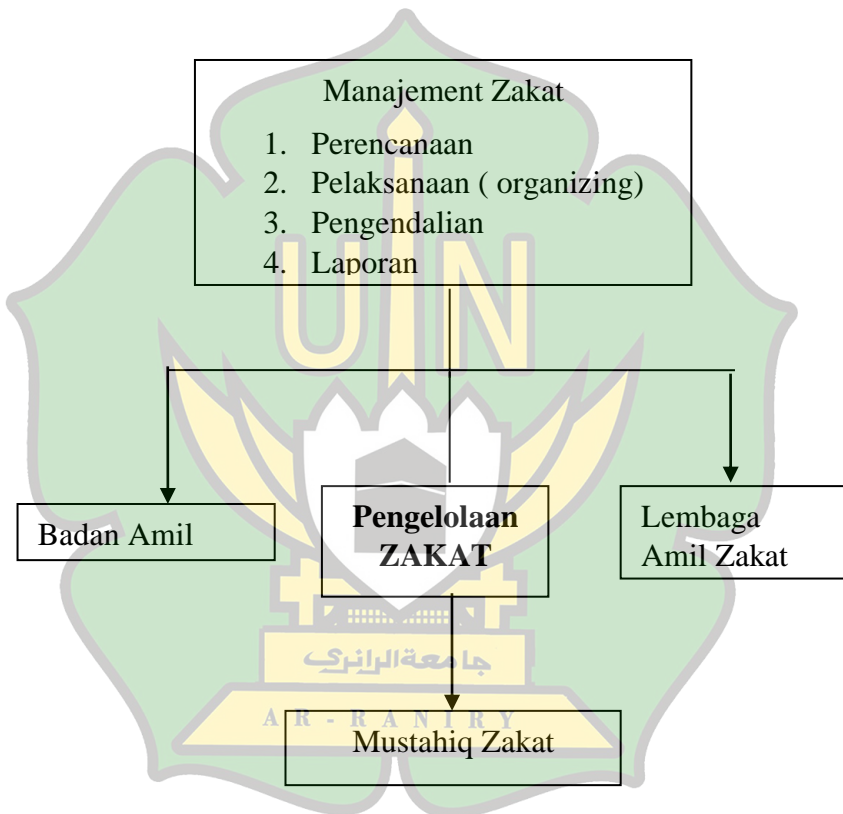 Manajement Zakat
1. Perencanaan
2. Pelaksanaan ( organizing)
3. Pengendalian
4. Laporan
UIN
Badan Amil
Pengelolaan
ZAKAT
Lembaga
Amil Zakat
جامعة الرانري
AR-RANIRY
Mustahiq Zakat